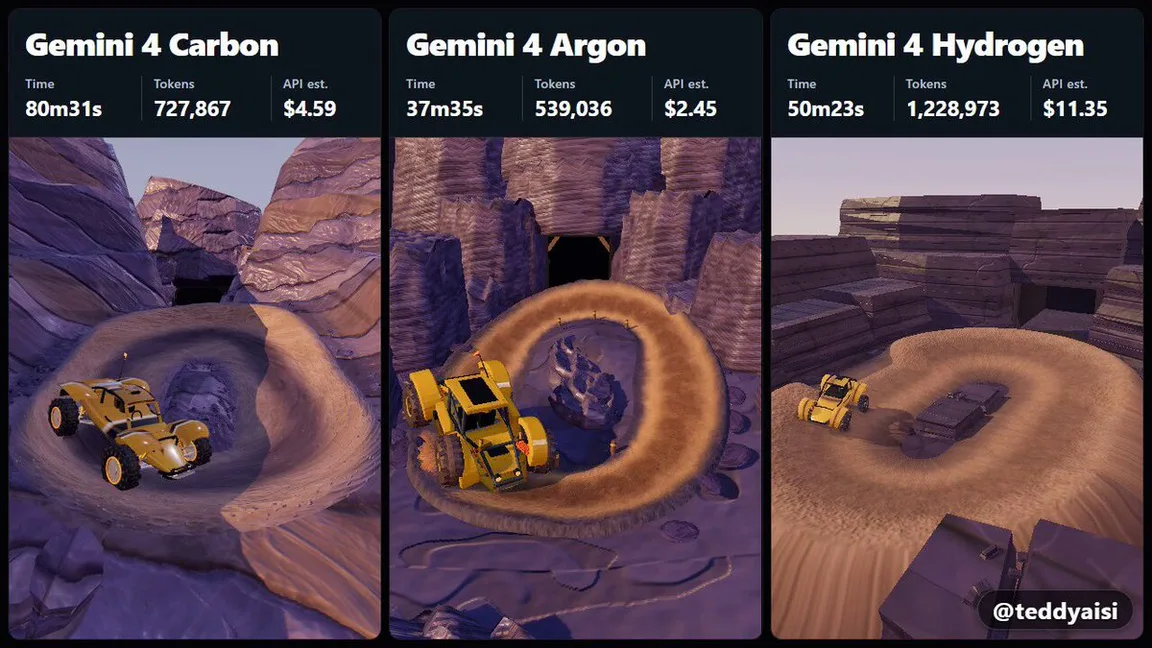 Gemini 4 Carbon
Time Tokens API est.
80m31s 727,867 $4.59
Gemini 4 Argon
Time Tokens API est.
37m35s 539,036 $2.45
Gemini 4 Hydrogen
Time Tokens API est.
50m23s 1,228,973 $11.35
@teddyaisi